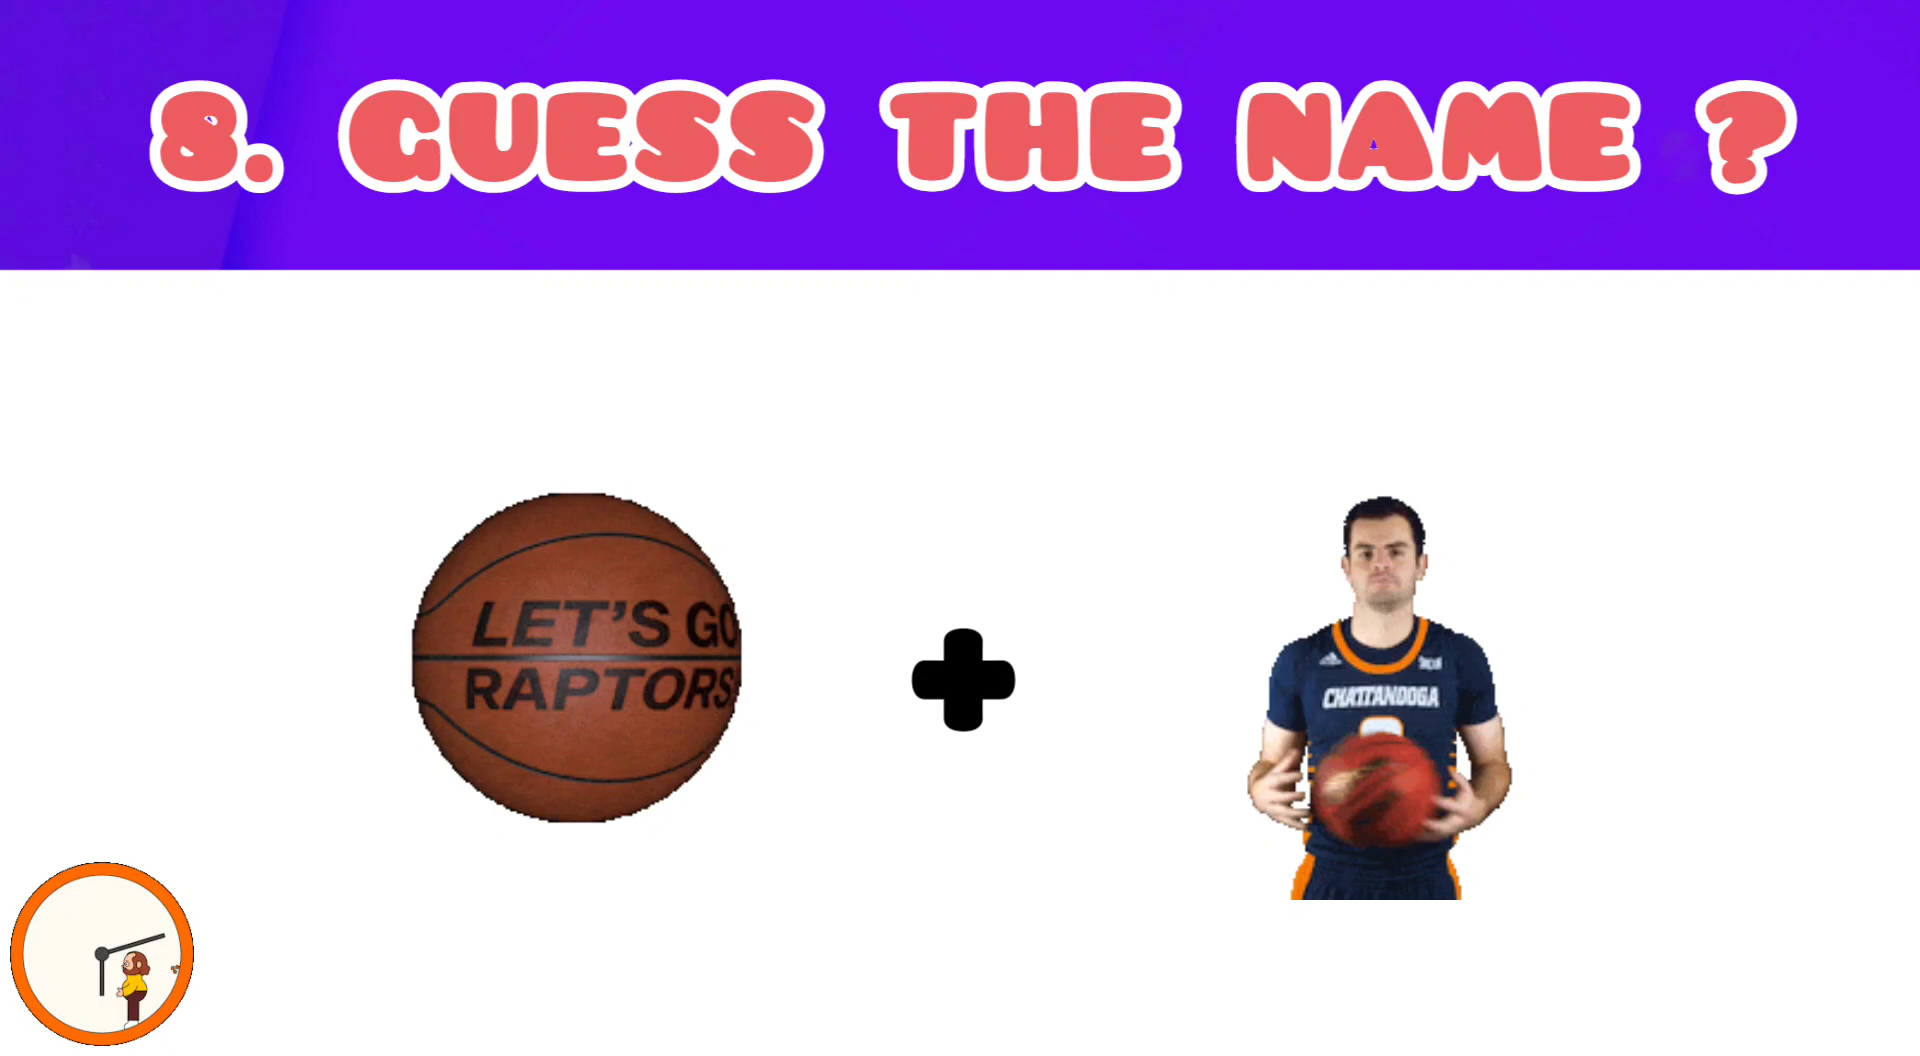 8. GUESS THE NAME ?
LET'S GO
RAPTORS
CHATTANOOGA